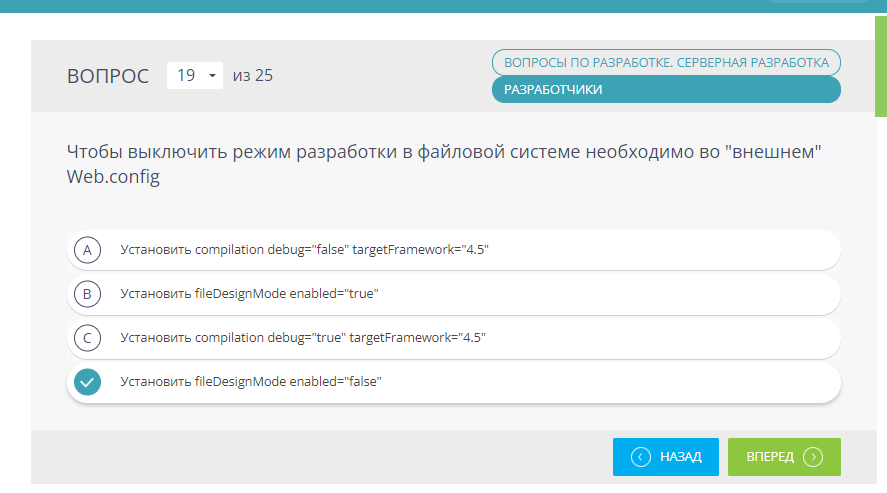 ВОПРОС 19 из 25
ВОПРОСЫ ПО РАЗРАБОТКЕ. СЕРВЕРНАЯ РАЗРАБОТКА
РАЗРАБОТЧИКИ
Чтобы выключить режим разработки в файловой системе необходимо во "внешнем"
Web.config
A Установить compilation debug="false" targetFramework="4.5"
B Установить fileDesignMode enabled="true"
C Установить compilation debug="true" targetFramework="4.5"
Установить fileDesignMode enabled="false"
НАЗАД
ВПЕРЕД